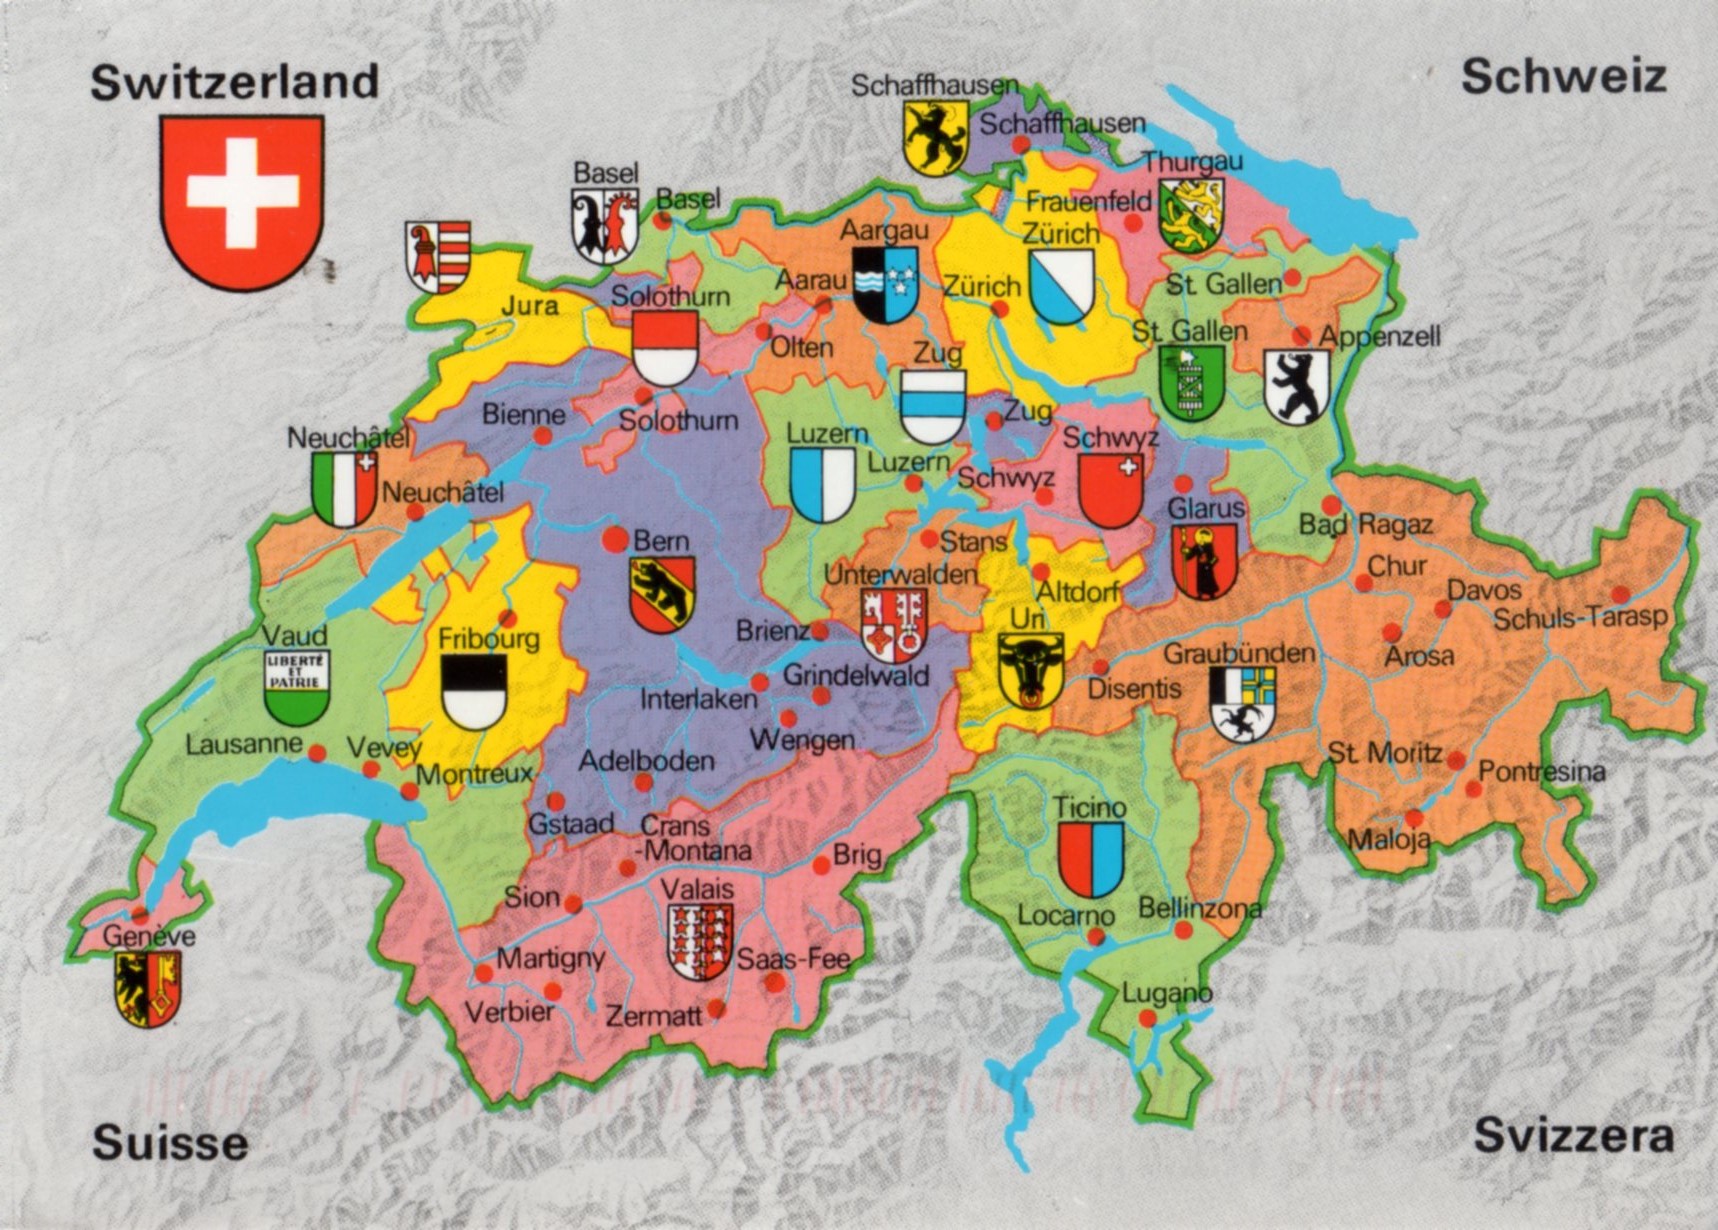 Switzerland
Schweiz
Schaffhausen
Schaffhausen
Thurgau
Basel
Basel
Frauenfeld
Aargau
Zürich
Jura
Solothurn
Aarau
Zürich
St. Gallen
Olten
Zug
St. Gallen
Appenzell
Bienne
Solothurn
Zug
Neuchâtel
Luzern
Schwyz
Luzern
Neuchâtel
Schwyz
Glarus
Bad Ragaz
Bern
Stans
Chur
Unterwalden
Altdorf
Davos
Schuls-Tarasp
Vaud
LIBERTÉ
ET
PATRIE
Fribourg
Brienz
Uri
Arosa
Graubünden
Grindelwald
Interlaken
Disentis
Lausanne
Vevey
Wengen
Adelboden
Montreux
St. Moritz
Pontresina
Gstaad
Crans
-Montana
Ticino
Maloja
Brig
Sion
Valais
Locarno
Bellinzona
Genève
Martigny
Saas-Fee
Verbier
Zermatt
Lugano
Suisse
Svizzera